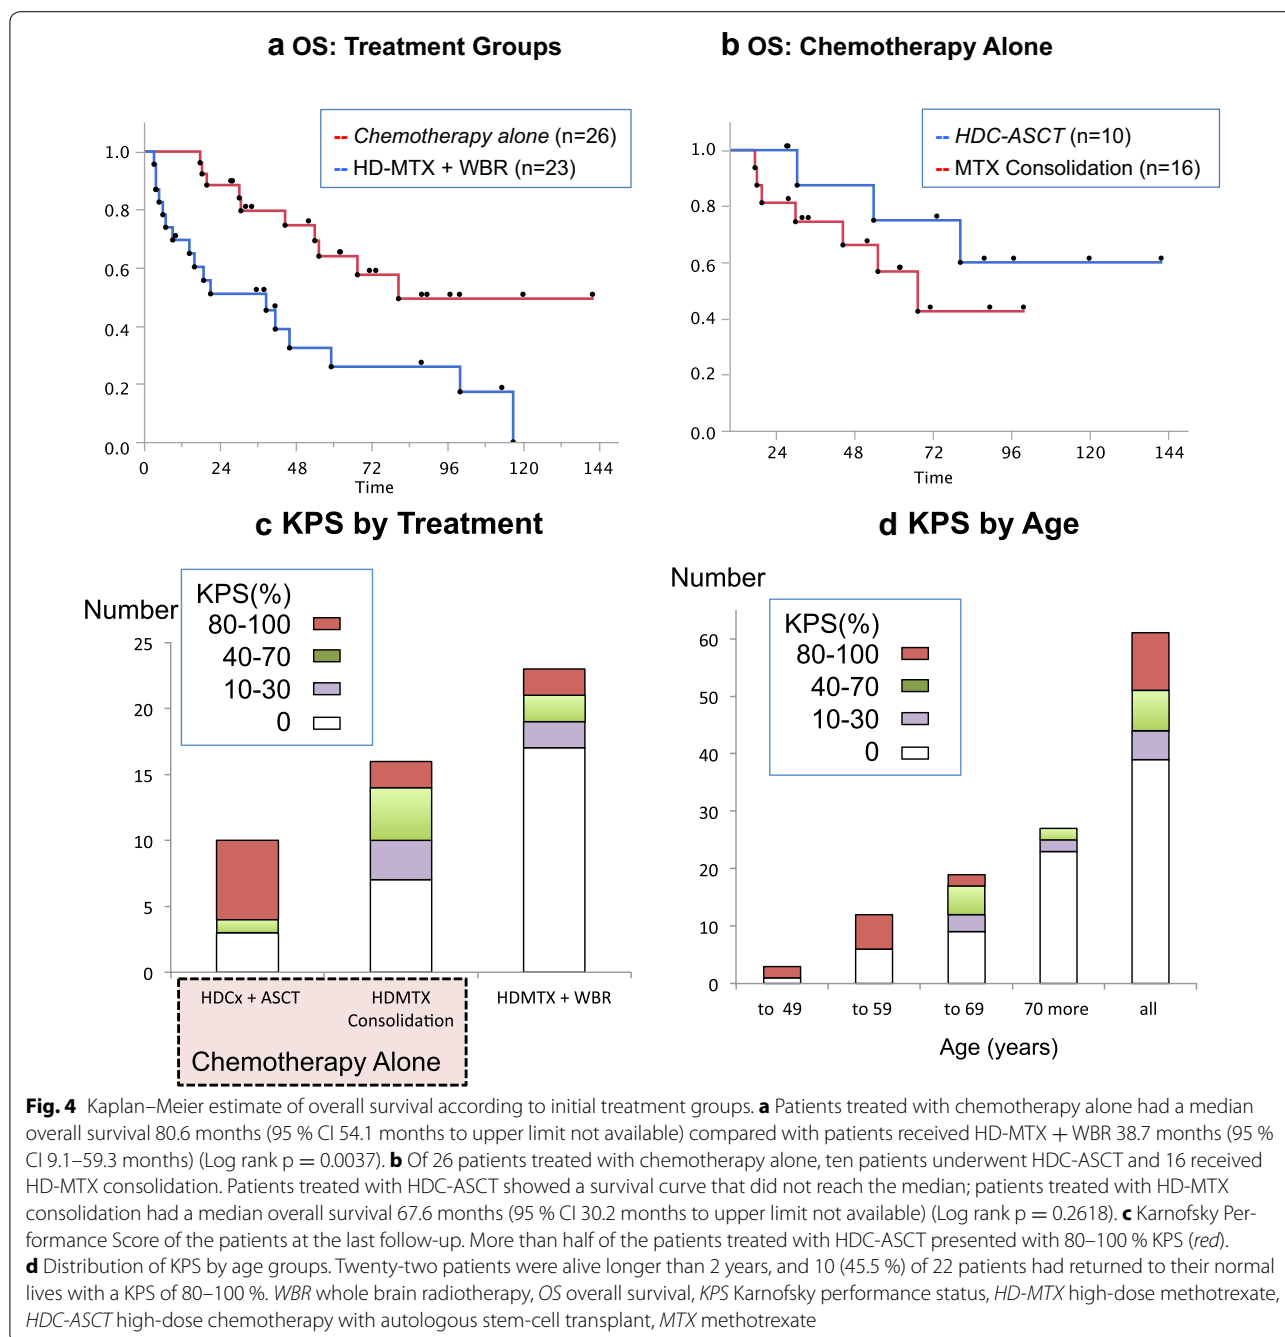 a OS: Treatment Groups
Chemotherapy alone (n=26)
HD-MTX + WBR (n=23)
1.0
0.8
0.6
0.4
0.2
0.0
0 24 48 72 96 120 144
Time
b OS: Chemotherapy Alone
HDC-ASCT (n=10)
MTX Consolidation (n=16)
1.0
0.8
0.6
0.4
0.2
0.0
24 48 72 96 120 144
Time
c KPS by Treatment
Number
KPS(%)
80-100
40-70
10-30
0
25
20
15
10
5
0
HDCx + ASCT
HDMTX
Consolidation
HDMTX + WBR
Chemotherapy Alone
d KPS by Age
Number
KPS(%)
80-100
40-70
10-30
0
60
50
40
30
20
10
0
to 49 to 59 to 69 70 more all
Age (years)
Fig. 4 Kaplan–Meier estimate of overall survival according to initial treatment groups. a Patients treated with chemotherapy alone had a median
overall survival 80.6 months (95 % CI 54.1 months to upper limit not available) compared with patients received HD-MTX + WBR 38.7 months (95 %
CI 9.1–59.3 months) (Log rank p = 0.0037). b Of 26 patients treated with chemotherapy alone, ten patients underwent HDC-ASCT and 16 received
HD-MTX consolidation. Patients treated with HDC-ASCT showed a survival curve that did not reach the median; patients treated with HD-MTX
consolidation had a median overall survival 67.6 months (95 % CI 30.2 months to upper limit not available) (Log rank p = 0.2618). c Karnofsky Per-
formance Score of the patients at the last follow-up. More than half of the patients treated with HDC-ASCT presented with 80–100 % KPS (red).
d Distribution of KPS by age groups. Twenty-two patients were alive longer than 2 years, and 10 (45.5 %) of 22 patients had returned to their normal
lives with a KPS of 80–100 %. WBR whole brain radiotherapy, OS overall survival, KPS Karnofsky performance status, HD-MTX high-dose methotrexate,
HDC-ASCT high-dose chemotherapy with autologous stem-cell transplant, MTX methotrexate